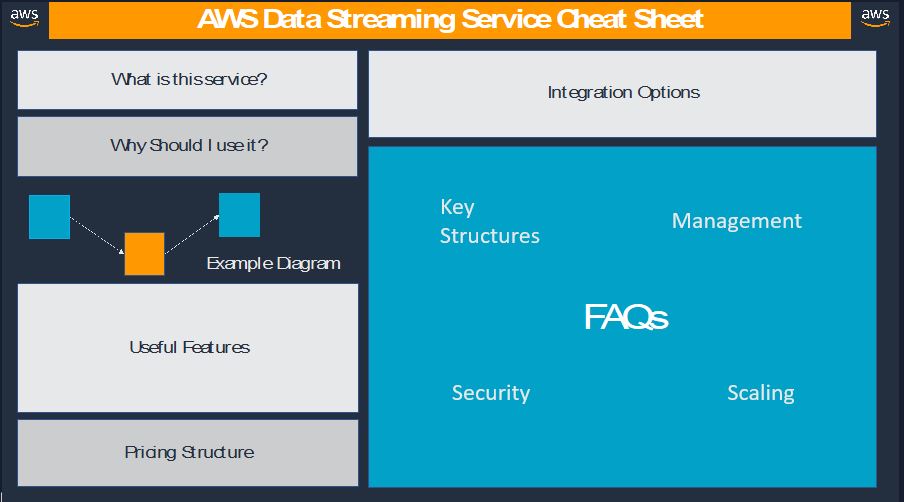 aws
AWS Data Streaming Service Cheat Sheet
aws
What is this service?
Why Should I use it?
Example Diagram
Useful Features
Pricing Structure
Integration Options
Key
Structures
Management
FAQs
Security
Scaling